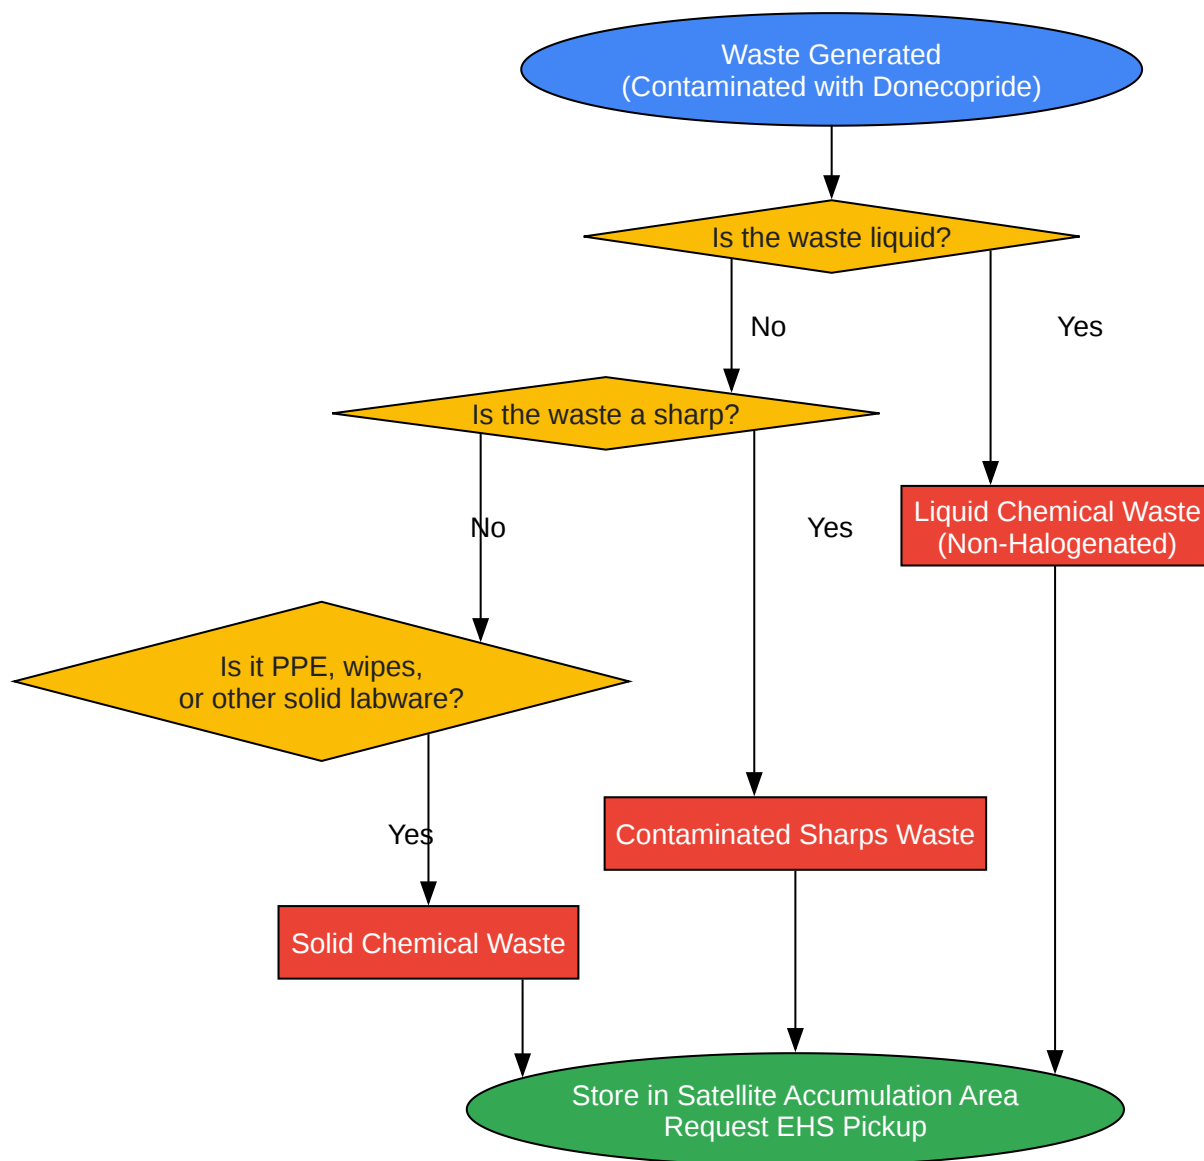 Waste Generated
(Contaminated with Donecopride)
Is the waste liquid?
No
Yes
Is the waste a sharp?
No
Yes
Liquid Chemical Waste
(Non-Halogenated)
Is it PPE, wipes,
or other solid labware?
Yes
Contaminated Sharps Waste
Solid Chemical Waste
Store in Satellite Accumulation Area
Request EHS Pickup